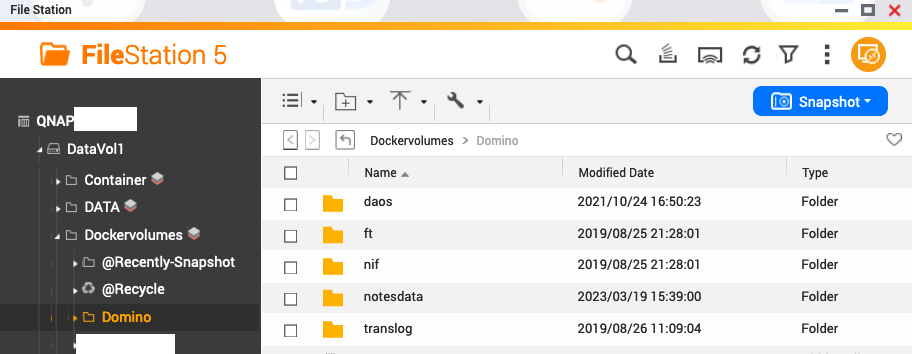 File Station
FileStation 5
QNAP
DataVol1
Container
DATA
Dockervolumes
@Recently-Snapshot
@Recycle
Domino
Snapshot
Dockervolumes > Domino
Name Modified Date Type
daos 2021/10/24 16:50:23 Folder
ft 2019/08/25 21:28:01 Folder
nif 2019/08/25 21:28:01 Folder
notesdata 2023/03/19 15:39:00 Folder
translog 2019/08/26 11:09:04 Folder